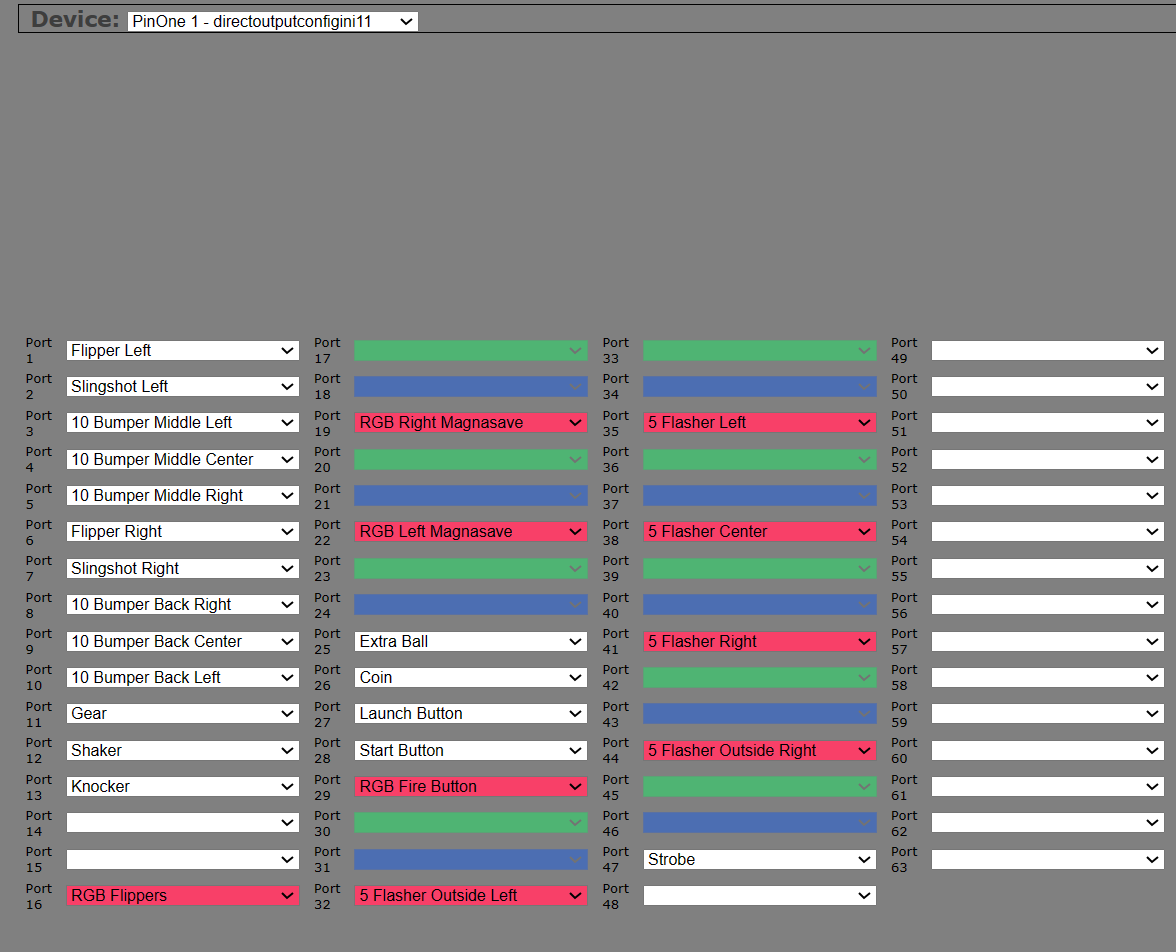 Device: PinOne 1 - directoutputconfigini11
Port 1 Flipper Left
Port 2 Slingshot Left
Port 3 10 Bumper Middle Left
Port 4 10 Bumper Middle Center
Port 5 10 Bumper Middle Right
Port 6 Flipper Right
Port 7 Slingshot Right
Port 8 10 Bumper Back Right
Port 9 10 Bumper Back Center
Port 10 10 Bumper Back Left
Port 11 Gear
Port 12 Shaker
Port 13 Knocker
Port 14
Port 15
Port 16 RGB Flippers
Port 17
Port 18
Port 19 RGB Right Magnasave
Port 20
Port 21
Port 22 RGB Left Magnasave
Port 23
Port 24
Port 25 Extra Ball
Port 26 Coin
Port 27 Launch Button
Port 28 Start Button
Port 29 RGB Fire Button
Port 30
Port 31
Port 32 5 Flasher Outside Left
Port 33
Port 34
Port 35 5 Flasher Left
Port 36
Port 37
Port 38 5 Flasher Center
Port 39
Port 40
Port 41 5 Flasher Right
Port 42
Port 43
Port 44 5 Flasher Outside Right
Port 45
Port 46
Port 47 Strobe
Port 48
Port 49
Port 50
Port 51
Port 52
Port 53
Port 54
Port 55
Port 56
Port 57
Port 58
Port 59
Port 60
Port 61
Port 62
Port 63